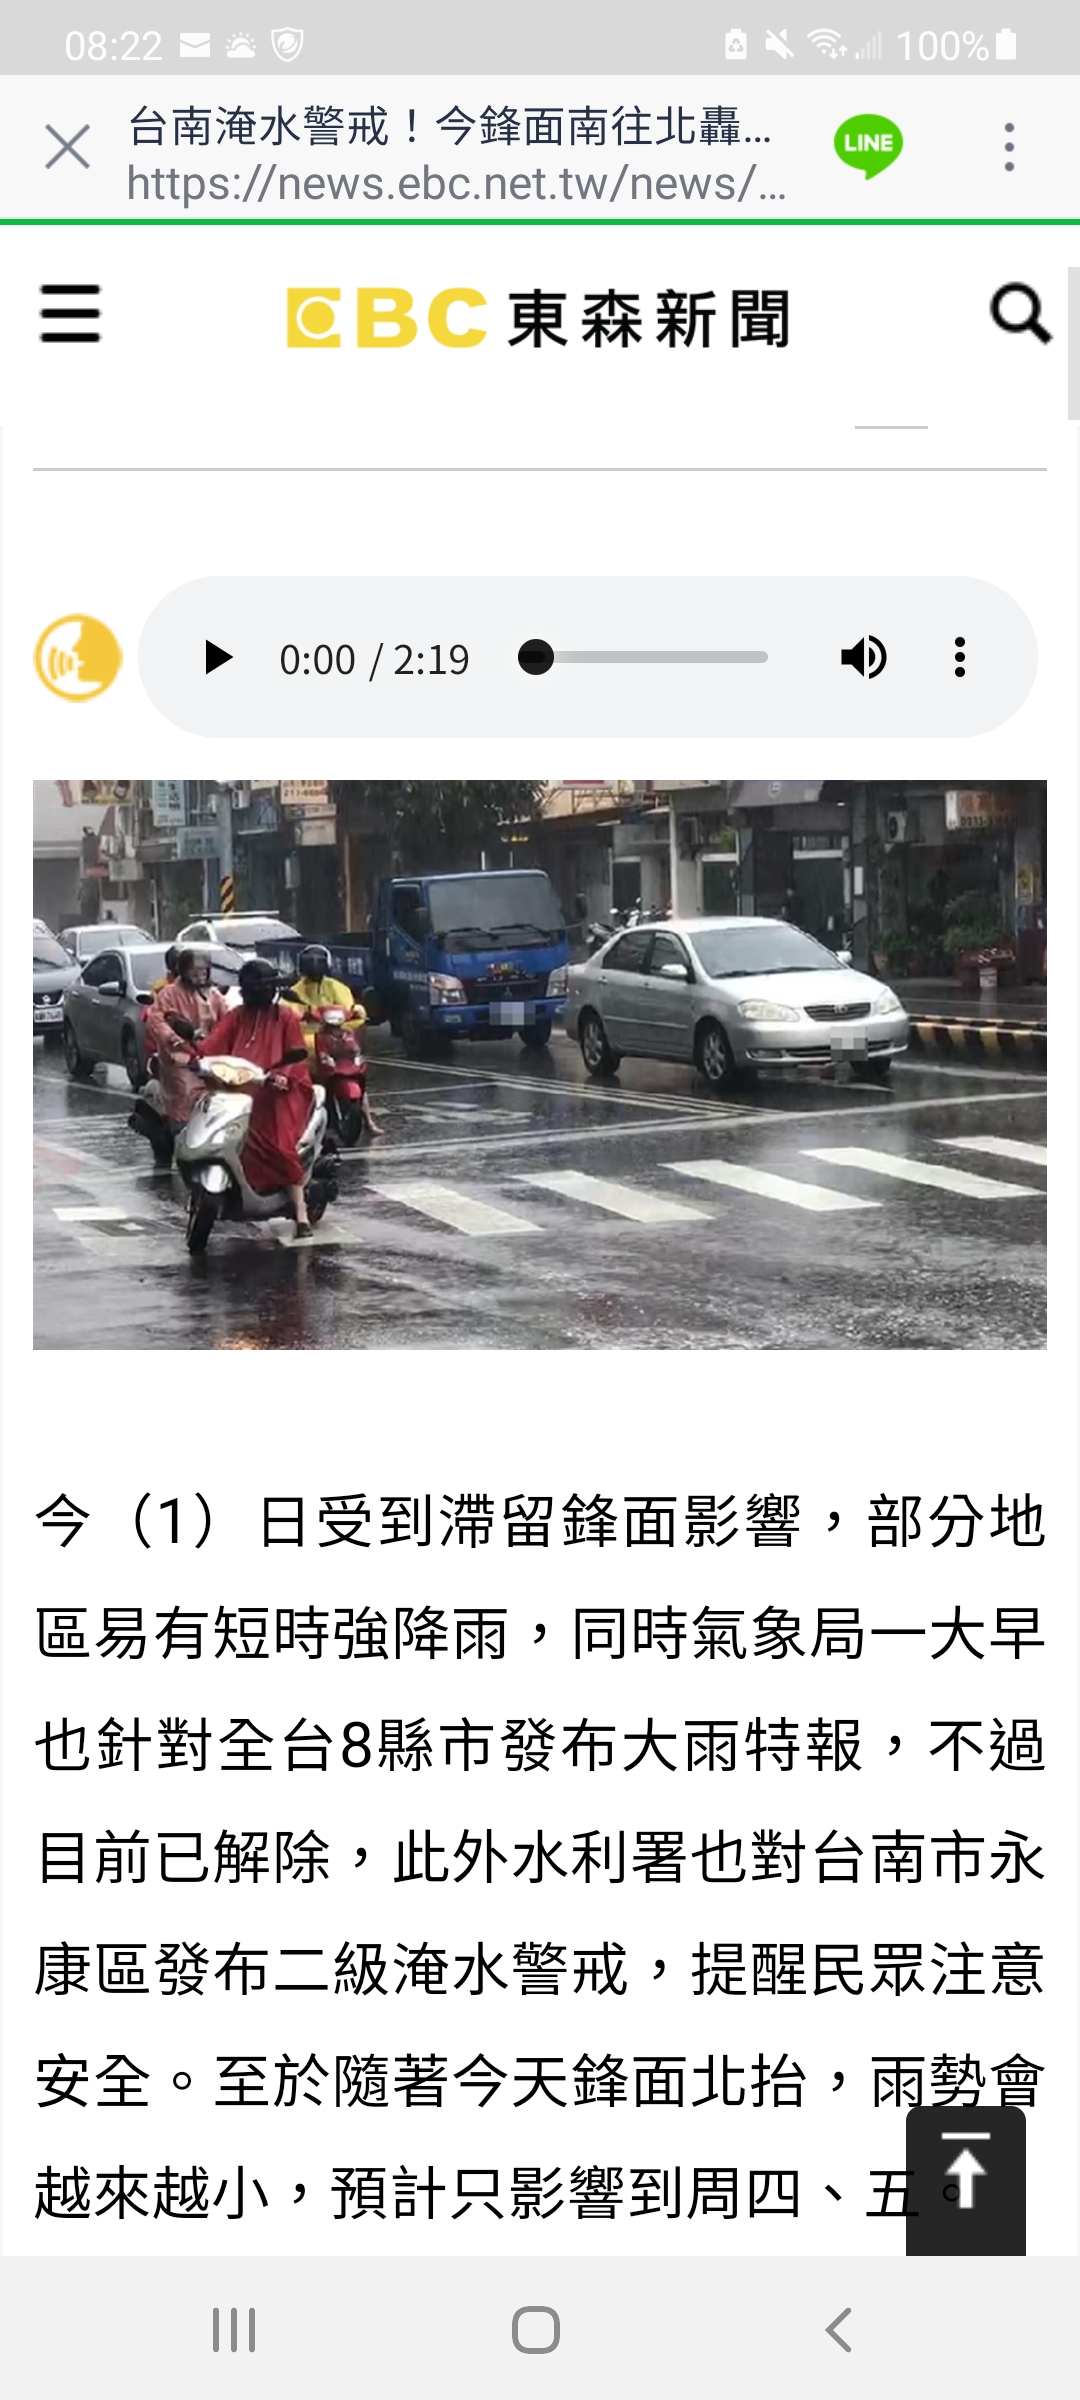 08:22
100%
台南淹水警戒！今鋒面南往北轟...
https://news.ebc.net.tw/news/...
LINE
EBC 東森新聞
0:00 / 2:19
今（1）日受到滯留鋒面影響，部分地
區易有短時強降雨，同時氣象局一大早
也針對全台8縣市發布大雨特報，不過
目前已解除，此外水利署也對台南市永
康區發布二級淹水警戒，提醒民眾注意
安全。至於隨著今天鋒面北抬，雨勢會
越來越小，預計只影響到周四、五。